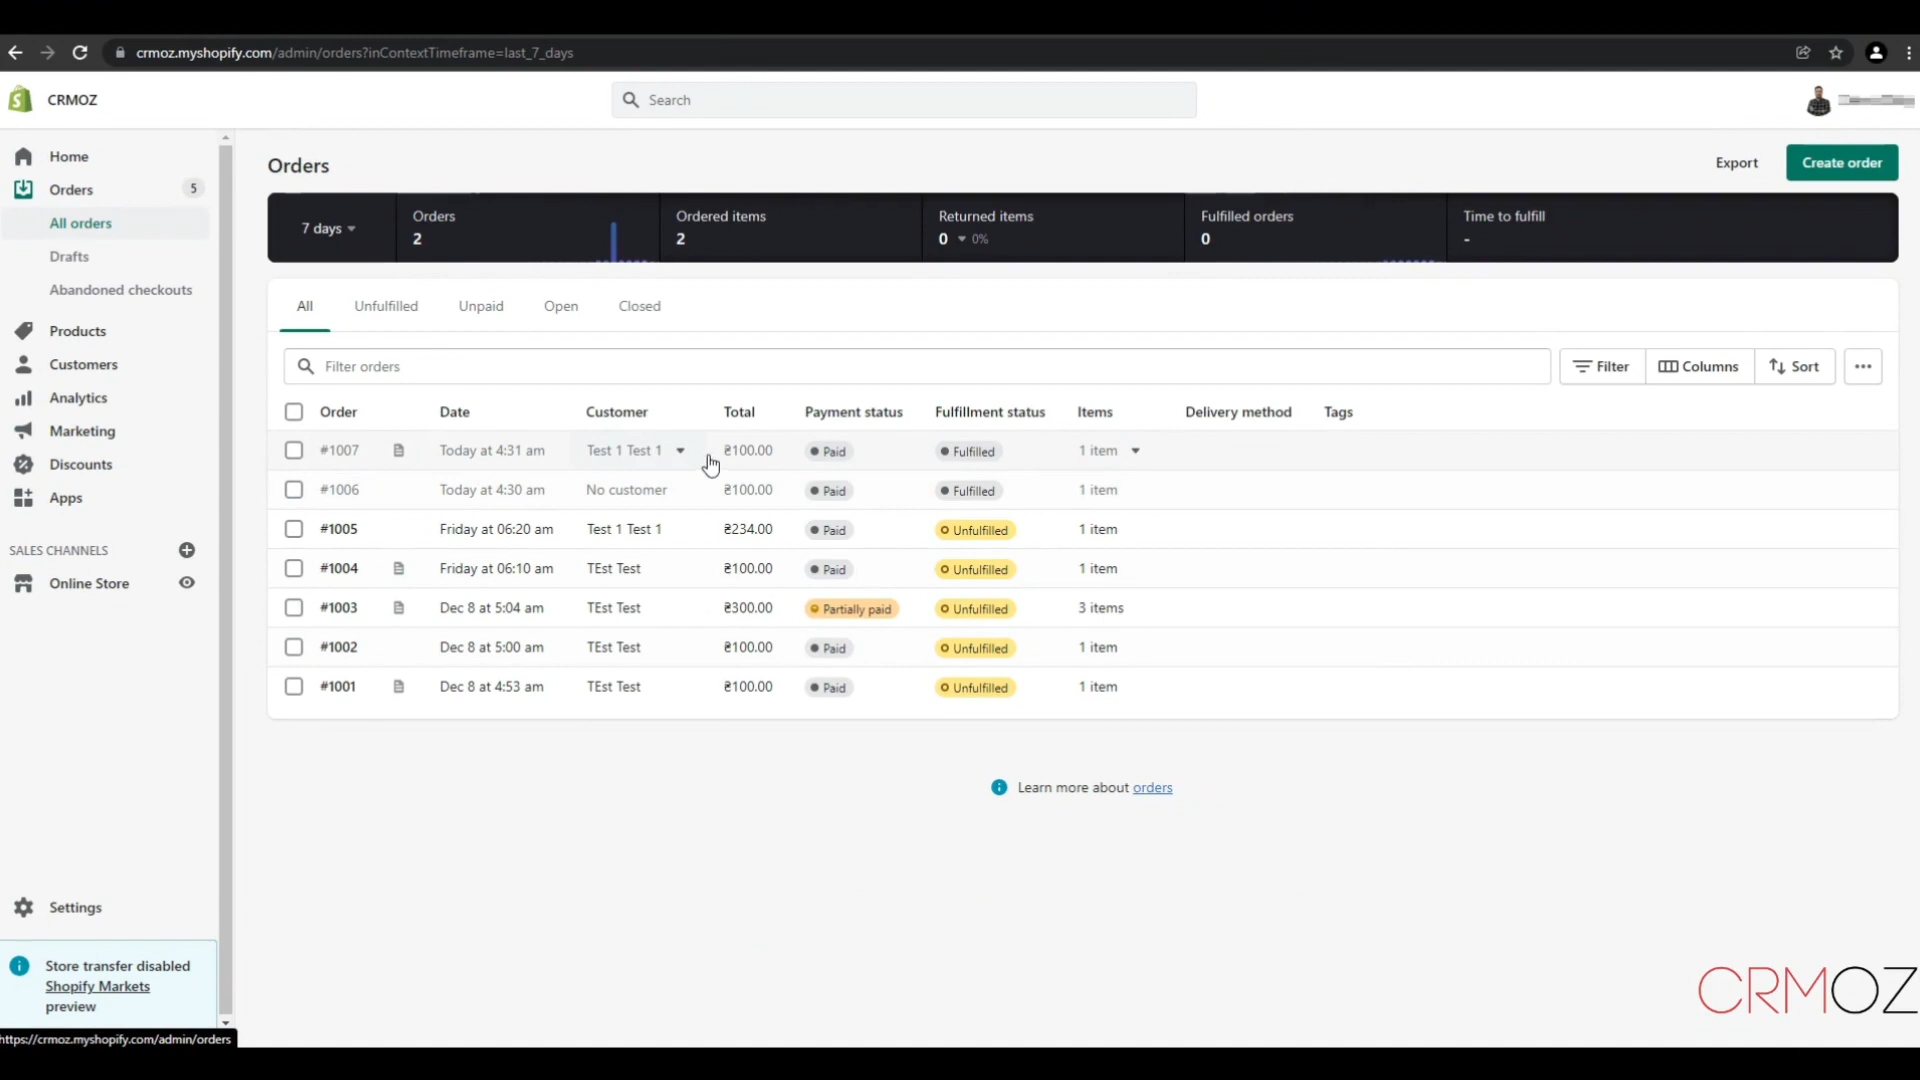 crmoz.myshopify.com/admin/orders?inContextTimeframe=last_7_days
CRMOZ
Search
Home
Orders 5
All orders
Drafts
Abandoned checkouts
Products
Customers
Analytics
Marketing
Discounts
Apps
SALES CHANNELS
Online Store
Settings
Store transfer disabled
Shopify Markets
preview
https://crmoz.myshopify.com/admin/orders
Orders
Export Create order
7 days
Orders
2
Ordered items
2
Returned items
0 0%
Fulfilled orders
0
Time to fulfill
-
All Unfulfilled Unpaid Open Closed
Filter orders Filter Columns Sort
Order Date Customer Total Payment status Fulfillment status Items Delivery method Tags
#1007 Today at 4:31 am Test 1 Test 1 ₴100.00 Paid Fulfilled 1 item
#1006 Today at 4:30 am No customer ₴100.00 Paid Fulfilled 1 item
#1005 Friday at 06:20 am Test 1 Test 1 ₴234.00 Paid Unfulfilled 1 item
#1004 Friday at 06:10 am TEst Test ₴100.00 Paid Unfulfilled 1 item
#1003 Dec 8 at 5:04 am TEst Test ₴300.00 Partially paid Unfulfilled 3 items
#1002 Dec 8 at 5:00 am TEst Test ₴100.00 Paid Unfulfilled 1 item
#1001 Dec 8 at 4:53 am TEst Test ₴100.00 Paid Unfulfilled 1 item
Learn more about orders
CRMOZ